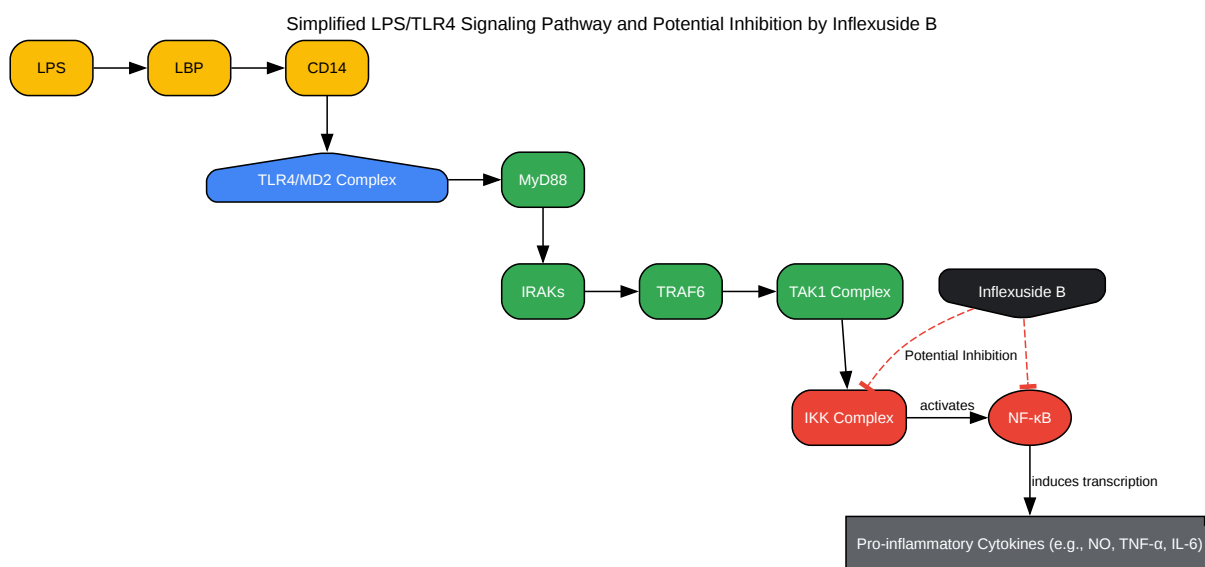 Simplified LPS/TLR4 Signaling Pathway and Potential Inhibition by Inflexuside B
LPS
LBP
CD14
TLR4/MD2 Complex
MyD88
IRAKs
TRAF6
TAK1 Complex
Inflexuside B
Potential Inhibition
IKK Complex
activates
NF-κB
induces transcription
Pro-inflammatory Cytokines (e.g., NO, TNF-α, IL-6)